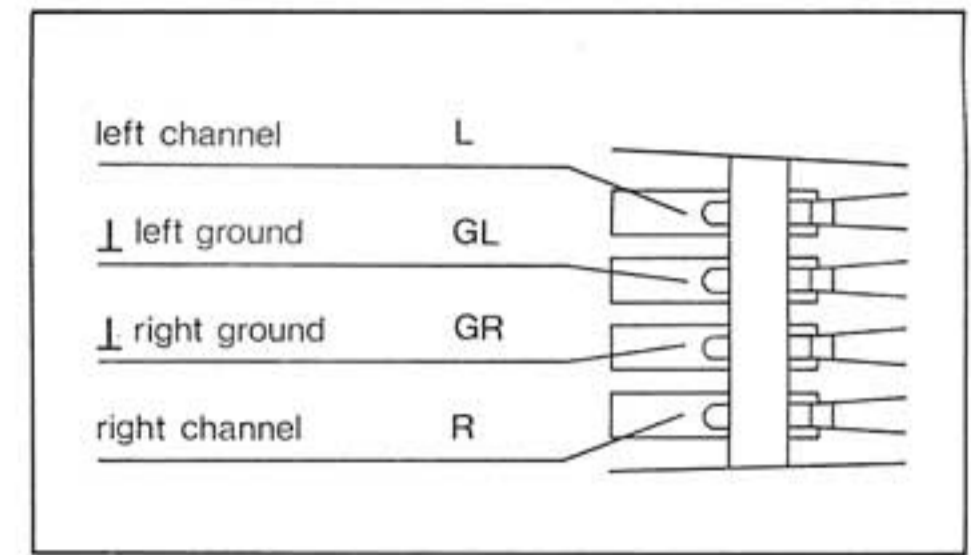 left channel L
⊥ left ground GL
⊥ right ground GR
right channel R